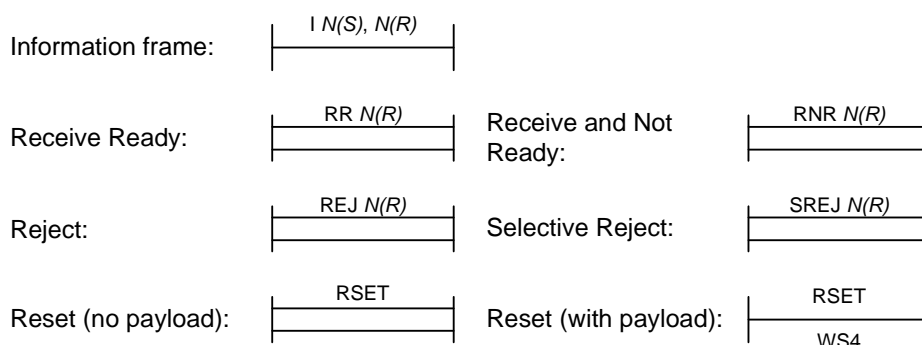 I N(S), N(R)
Information frame:
RR N(R)
Receive Ready:
Receive and Not
Ready:
RNR N(R)
REJ N(R)
Reject:
Selective Reject:
SREJ N(R)
RSET
Reset (no payload):
Reset (with payload):
RSET
WS4